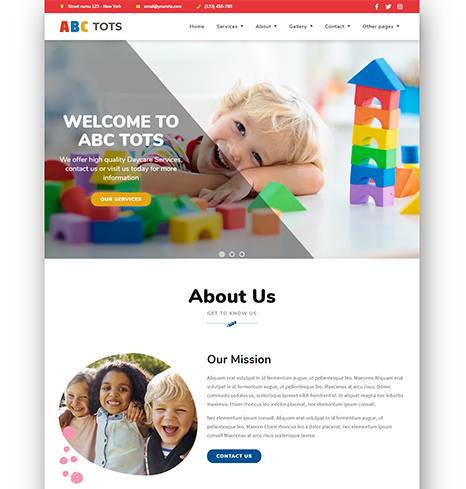 Street name 123 - New York email@yoursite.com (123) 456-7811
ABC TOTS Home Services About Gallery Contact Other pages
WELCOME TO
ABC TOTS
We offer high quality Daycare Services,
contact us or visit us today for more
information
OUR SERVICES
About Us
GET TO KNOW US
Our Mission
Aliquam erat volutpat In id fermentum augue, ut pellentesque leo. Maecenas Aliquam erat
volutpat In id fermentum augue, ut pellentesque leo. Maecenas at arcu risus. Donec
commodo sodales ex, scelerisque laoreet nibh hendrerit id. In aliquet magna nec lobortis
maximus. Etiam rhoncus leo a dolor placerat, nec elementum ipsum convall.
Nec elementum ipsum convall. Aliquam erat volutpat In id fermentum augue, ut
pellentesque leo. Maecen Etiam rhoncus leo a dolor placerat, nec elementum ipsum
convall Maecenas at arcu risus scelerisque laoree.
CONTACT US